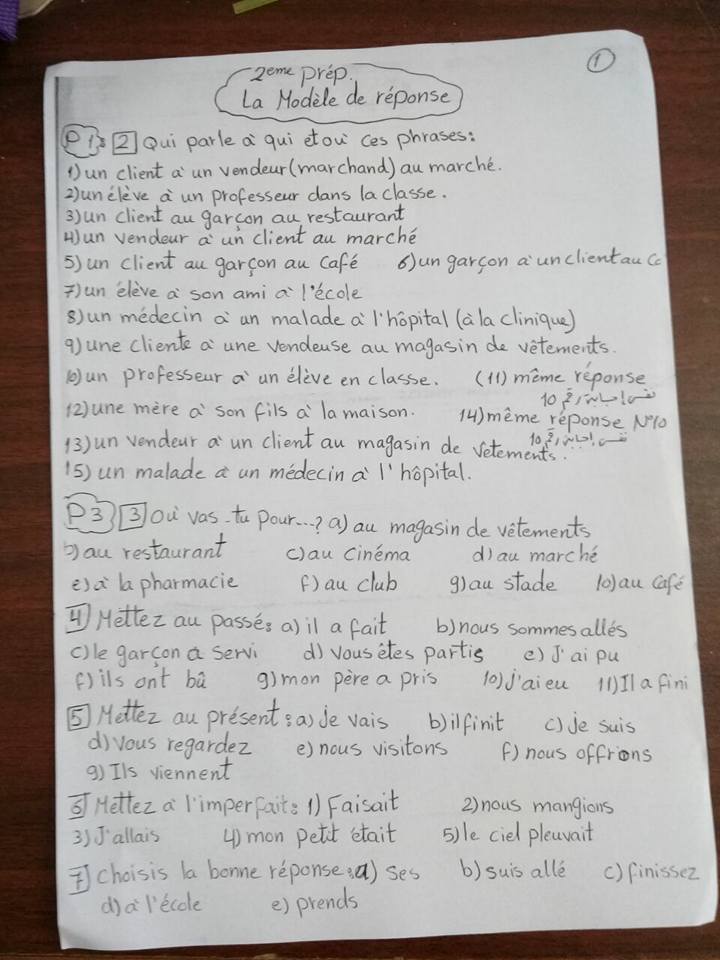 1
2eme Prép.
La Modèle de réponse
P 1: 2 Qui parle à qui et où ces phrases:
1) un client à un vendeur (marchand) au marché.
2) un élève à un professeur dans la classe.
3) un client au garçon au restaurant
4) un vendeur à un client au marché
5) un client au garçon au café 6) un garçon à un client au Ca
7) un élève à son ami à l'école
8) un médecin à un malade à l'hôpital (à la clinique)
9) une cliente à une vendeuse au magasin de vêtements.
10) un professeur à un élève en classe. (11) même réponse
نفس إجابة رقم 10
12) une mère à son fils à la maison. 14) même réponse N°10
نفس إجابة رقم 10
13) un vendeur à un client au magasin de vetements.
15) un malade à un médecin à l'hôpital.
P3 3 Où vas-tu pour...? a) au magasin de vêtements
b) au restaurant c) au cinéma d) au marché
e) à la pharmacie f) au club g) au stade 10) au café
4 Mettez au passé: a) il a fait b) nous sommes allés
c) le garçon a servi d) Vous êtes partis e) J'ai pu
f) ils ont bû g) mon père a pris 10) j'ai eu 11) Il a fini
5 Mettez au présent: a) Je vais b) il finit c) Je suis
d) vous regardez e) nous visitons f) nous offrions
g) Ils viennent
6 Mettez à l'imperfait: 1) Faisait 2) nous mangions
3) J'allais 4) mon petit était 5) le ciel pleuvait
7 choisis la bonne réponse: a) ses b) suis allé c) finissez
d) à l'école e) prends